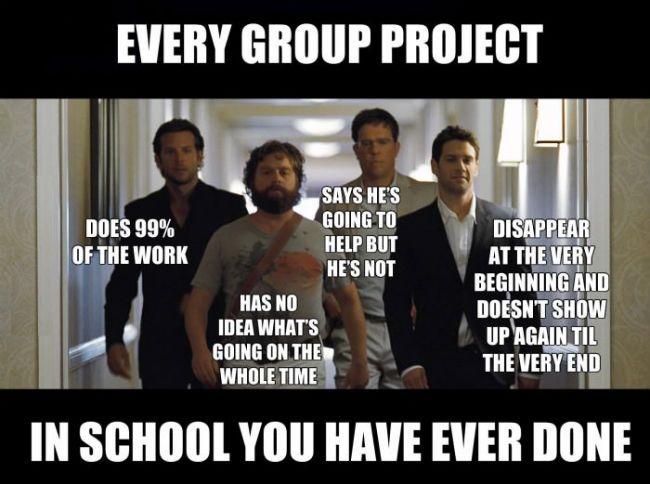 EVERY GROUP PROJECT
DOES 99%
OF THE WORK
HAS NO
IDEA WHAT'S
GOING ON THE
WHOLE TIME
SAYS HE'S
GOING TO
HELP BUT
HE'S NOT
DISAPPEAR
AT THE VERY
BEGINNING AND
DOESN'T SHOW
UP AGAIN TIL
THE VERY END
IN SCHOOL YOU HAVE EVER DONE